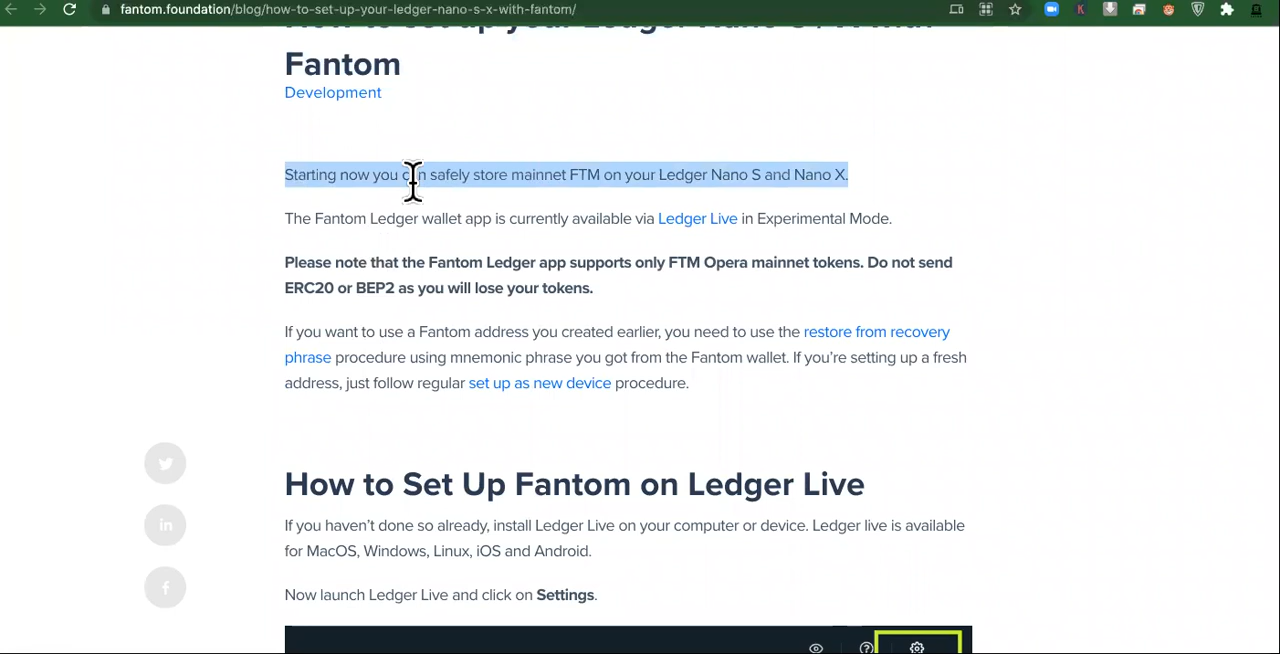 fantom.foundation/blog/how-to-set-up-your-ledger-nano-s-x-with-fantom/
How to set up your Ledger Nano S / X with
Fantom
Development
Starting now you can safely store mainnet FTM on your Ledger Nano S and Nano X.
The Fantom Ledger wallet app is currently available via Ledger Live in Experimental Mode.
Please note that the Fantom Ledger app supports only FTM Opera mainnet tokens. Do not send
ERC20 or BEP2 as you will lose your tokens.
If you want to use a Fantom address you created earlier, you need to use the restore from recovery
phrase procedure using mnemonic phrase you got from the Fantom wallet. If you’re setting up a fresh
address, just follow regular set up as new device procedure.
How to Set Up Fantom on Ledger Live
If you haven’t done so already, install Ledger Live on your computer or device. Ledger live is available
for MacOS, Windows, Linux, iOS and Android.
Now launch Ledger Live and click on Settings.